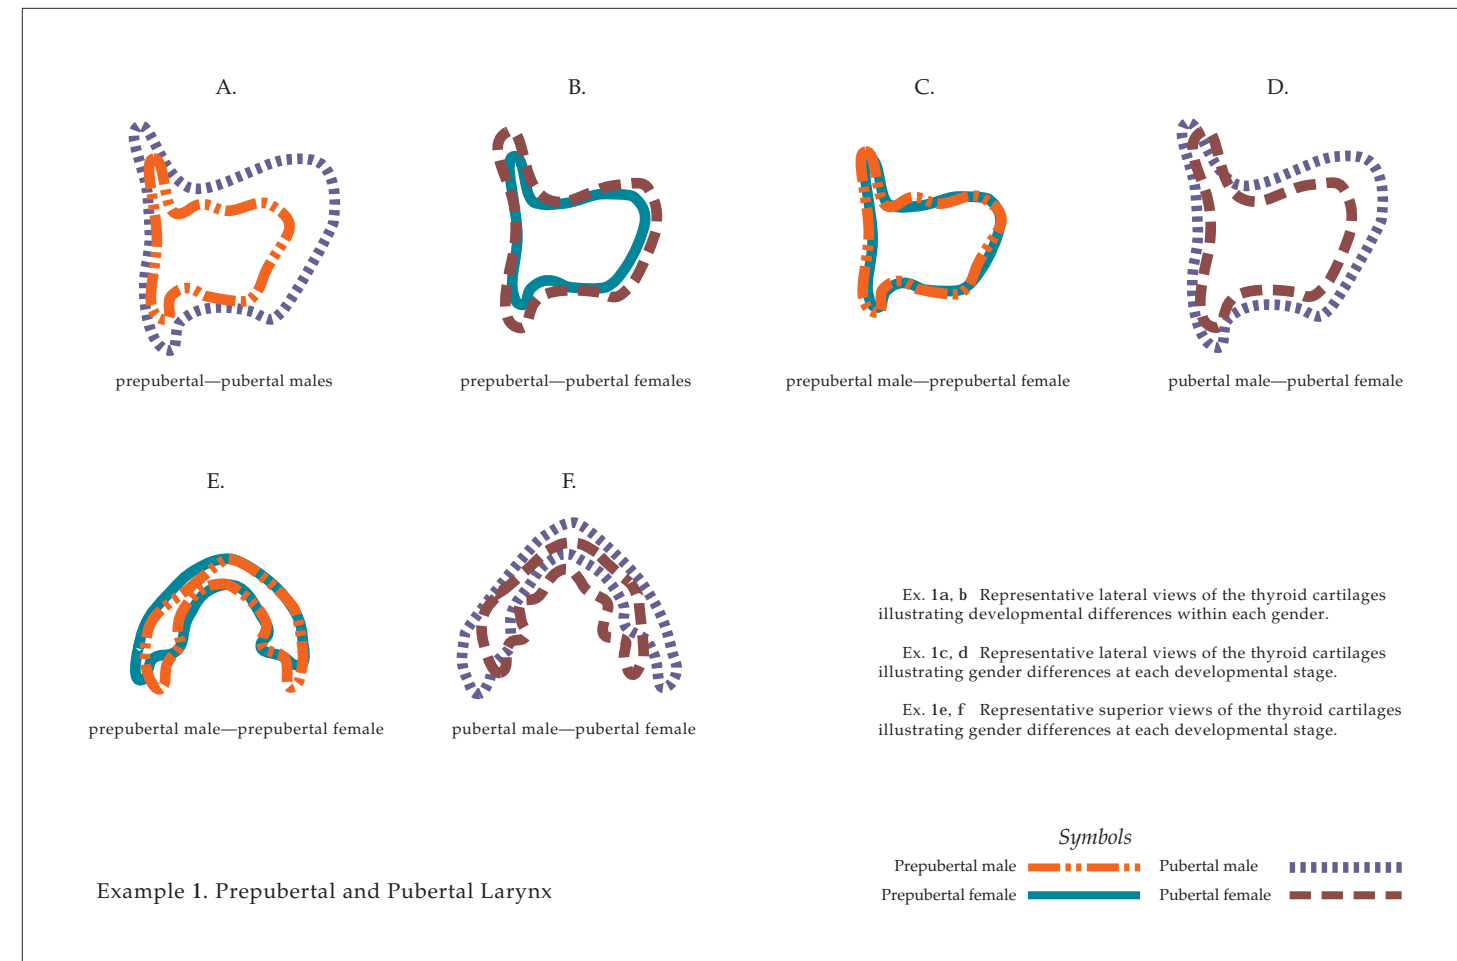 A.
B.
C.
D.
prepubertal—pubertal males
prepubertal—pubertal females
prepubertal male—prepubertal female
pubertal male—pubertal female
E.
F.
prepubertal male—prepubertal female
pubertal male—pubertal female
Ex. 1a, b Representative lateral views of the thyroid cartilages
illustrating developmental differences within each gender.
Ex. 1c, d Representative lateral views of the thyroid cartilages
illustrating gender differences at each developmental stage.
Ex. 1e, f Representative superior views of the thyroid cartilages
illustrating gender differences at each developmental stage.
Symbols
Prepubertal male
Pubertal male
Prepubertal female
Pubertal female
Example 1. Prepubertal and Pubertal Larynx